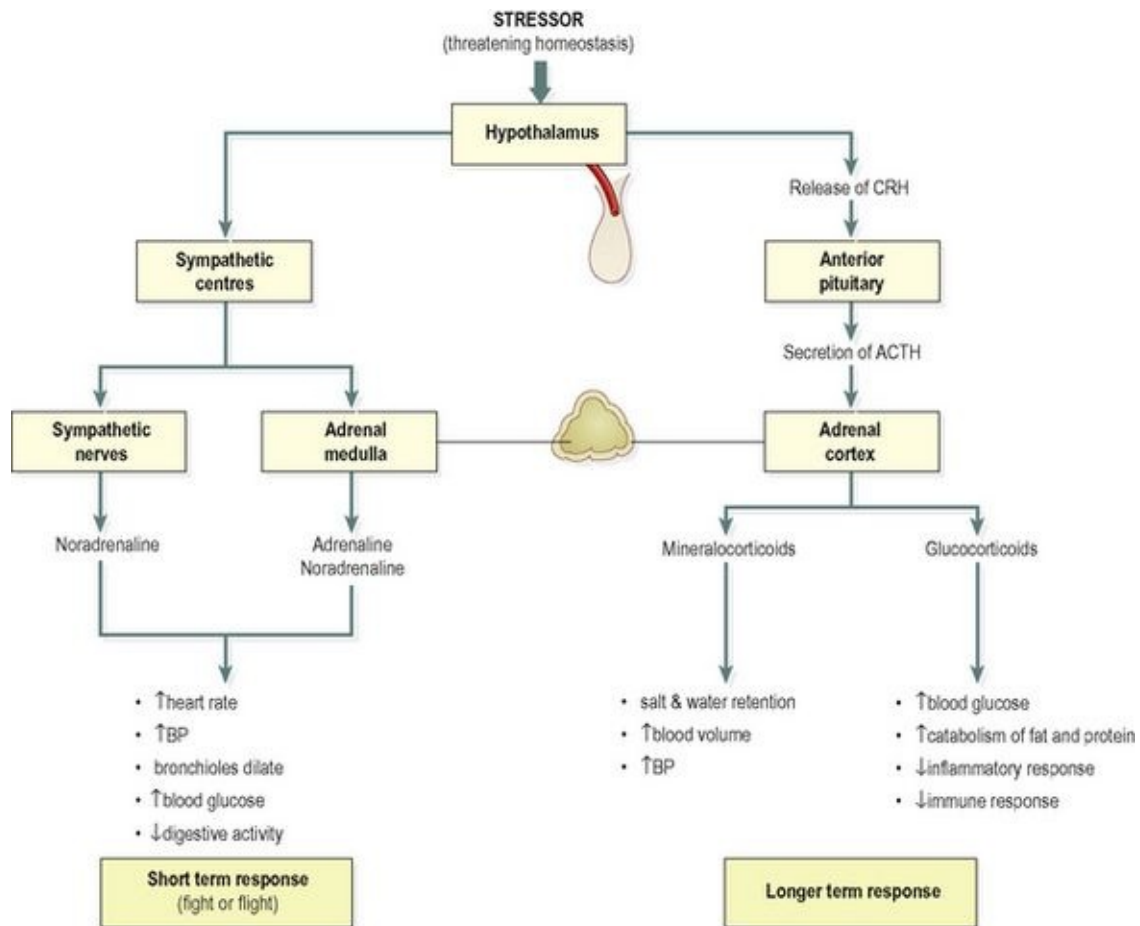 STRESSOR
(threatening homeostasis)
Hypothalamus
Release of CRH
Sympathetic
centres
Anterior
pituitary
Secretion of ACTH
Sympathetic
nerves
Adrenal
medulla
Adrenal
cortex
Noradrenaline
Adrenaline
Noradrenaline
Mineralocorticoids
Glucocorticoids
• ↑heart rate
• ↑BP
• bronchioles dilate
• ↑blood glucose
• ↓digestive activity
• salt & water retention
• ↑blood volume
• ↑BP
• ↑blood glucose
• ↑catabolism of fat and protein
• ↓inflammatory response
• ↓immune response
Short term response
(fight or flight)
Longer term response